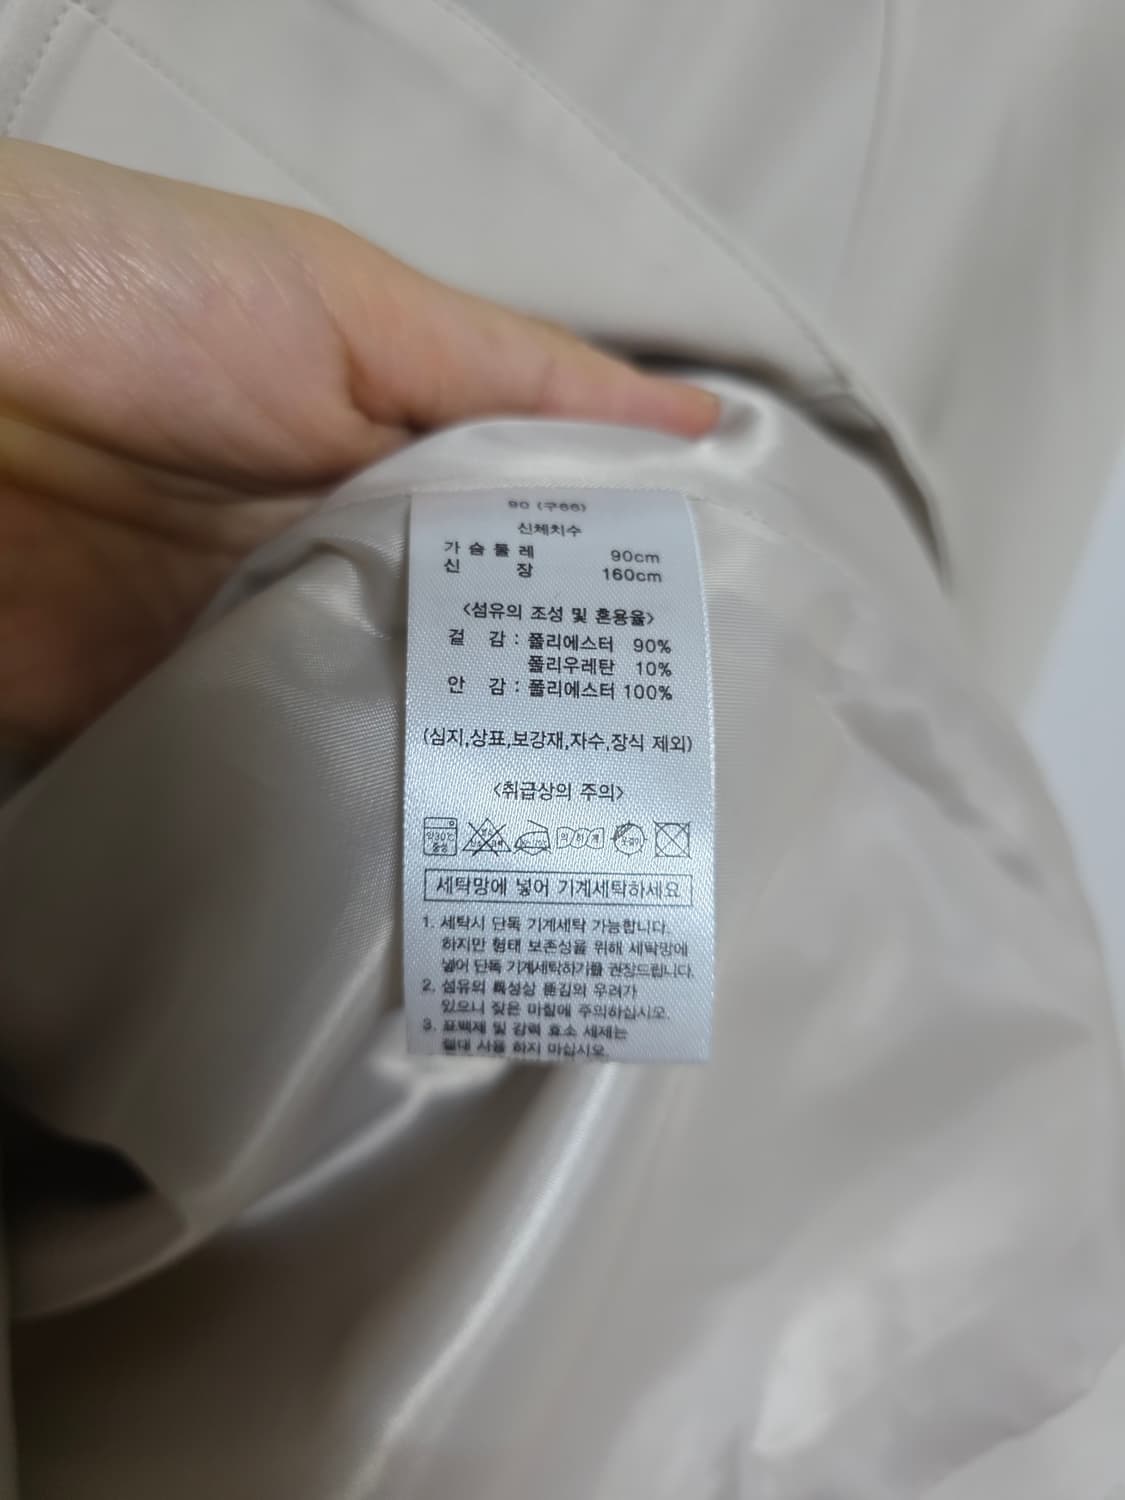 90 (구66)
신체치수
가 슴 둘 레 90cm
신 장 160cm
<섬유의 조성 및 혼용율>
겉 감 : 폴리에스터 90%
폴리우레탄 10%
안 감 : 폴리에스터 100%
(심지,상표,보강재,자수,장식 제외)
<취급상의 주의>
약30℃ 중성
세탁망에 넣어 기계세탁하세요
1. 세탁시 단독 기계세탁 가능합니다.
하지만 형태 보존성을 위해 세탁망에
넣어 단독 기계세탁하기를 권장드립니다.
2. 섬유의 특성상 뜯김의 우려가
있으니 잦은 마찰에 주의하십시오.
3. 표백제 및 강력 효소 세제는
절대 사용 하지 마십시오.